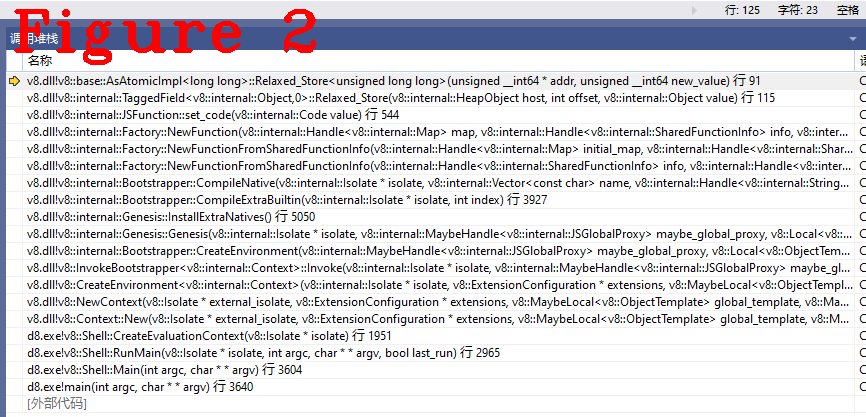 行: 125 字符: 23 空格
调用堆栈
Figure 2
名称
v8.dll!v8::base::AsAtomicImpl<long long>::Relaxed_Store<unsigned long long>(unsigned __int64 * addr, unsigned __int64 new_value) 行 91
v8.dll!v8::internal::TaggedField<v8::internal::Object,0>::Relaxed_Store(v8::internal::HeapObject host, int offset, v8::internal::Object value) 行 115
v8.dll!v8::internal::JSFunction::set_code(v8::internal::Code value) 行 544
v8.dll!v8::internal::Factory::NewFunction(v8::internal::Handle<v8::internal::Map> map, v8::internal::Handle<v8::internal::SharedFunctionInfo> info, v8::inter...
v8.dll!v8::internal::Factory::NewFunctionFromSharedFunctionInfo(v8::internal::Handle<v8::internal::Map> initial_map, v8::internal::Handle<v8::internal::Shar...
v8.dll!v8::internal::Factory::NewFunctionFromSharedFunctionInfo(v8::internal::Handle<v8::internal::SharedFunctionInfo> info, v8::internal::Handle<v8::inter...
v8.dll!v8::internal::Bootstrapper::CompileNative(v8::internal::Isolate * isolate, v8::internal::Vector<const char> name, v8::internal::Handle<v8::internal::String...
v8.dll!v8::internal::Bootstrapper::CompileExtraBuiltin(v8::internal::Isolate * isolate, int index) 行 3927
v8.dll!v8::internal::Genesis::InstallExtraNatives() 行 5050
v8.dll!v8::internal::Genesis::Genesis(v8::internal::Isolate * isolate, v8::internal::MaybeHandle<v8::internal::JSGlobalProxy> maybe_global_proxy, v8::Local<v8::...
v8.dll!v8::internal::Bootstrapper::CreateEnvironment(v8::internal::MaybeHandle<v8::internal::JSGlobalProxy> maybe_global_proxy, v8::Local<v8::ObjectTem...
v8.dll!v8::InvokeBootstrapper<v8::internal::Context>::Invoke(v8::internal::Isolate * isolate, v8::internal::MaybeHandle<v8::internal::JSGlobalProxy> maybe_gl...
v8.dll!v8::CreateEnvironment<v8::internal::Context>(v8::internal::Isolate * isolate, v8::ExtensionConfiguration * extensions, v8::MaybeLocal<v8::ObjectTempl...
v8.dll!v8::NewContext(v8::Isolate * external_isolate, v8::ExtensionConfiguration * extensions, v8::MaybeLocal<v8::ObjectTemplate> global_template, v8::Ma...
v8.dll!v8::Context::New(v8::Isolate * external_isolate, v8::ExtensionConfiguration * extensions, v8::MaybeLocal<v8::ObjectTemplate> global_template, v8::M...
d8.exe!v8::Shell::CreateEvaluationContext(v8::Isolate * isolate) 行 1951
d8.exe!v8::Shell::RunMain(v8::Isolate * isolate, int argc, char * * argv, bool last_run) 行 2965
d8.exe!v8::Shell::Main(int argc, char * * argv) 行 3604
d8.exe!main(int argc, char * * argv) 行 3640
[外部代码]